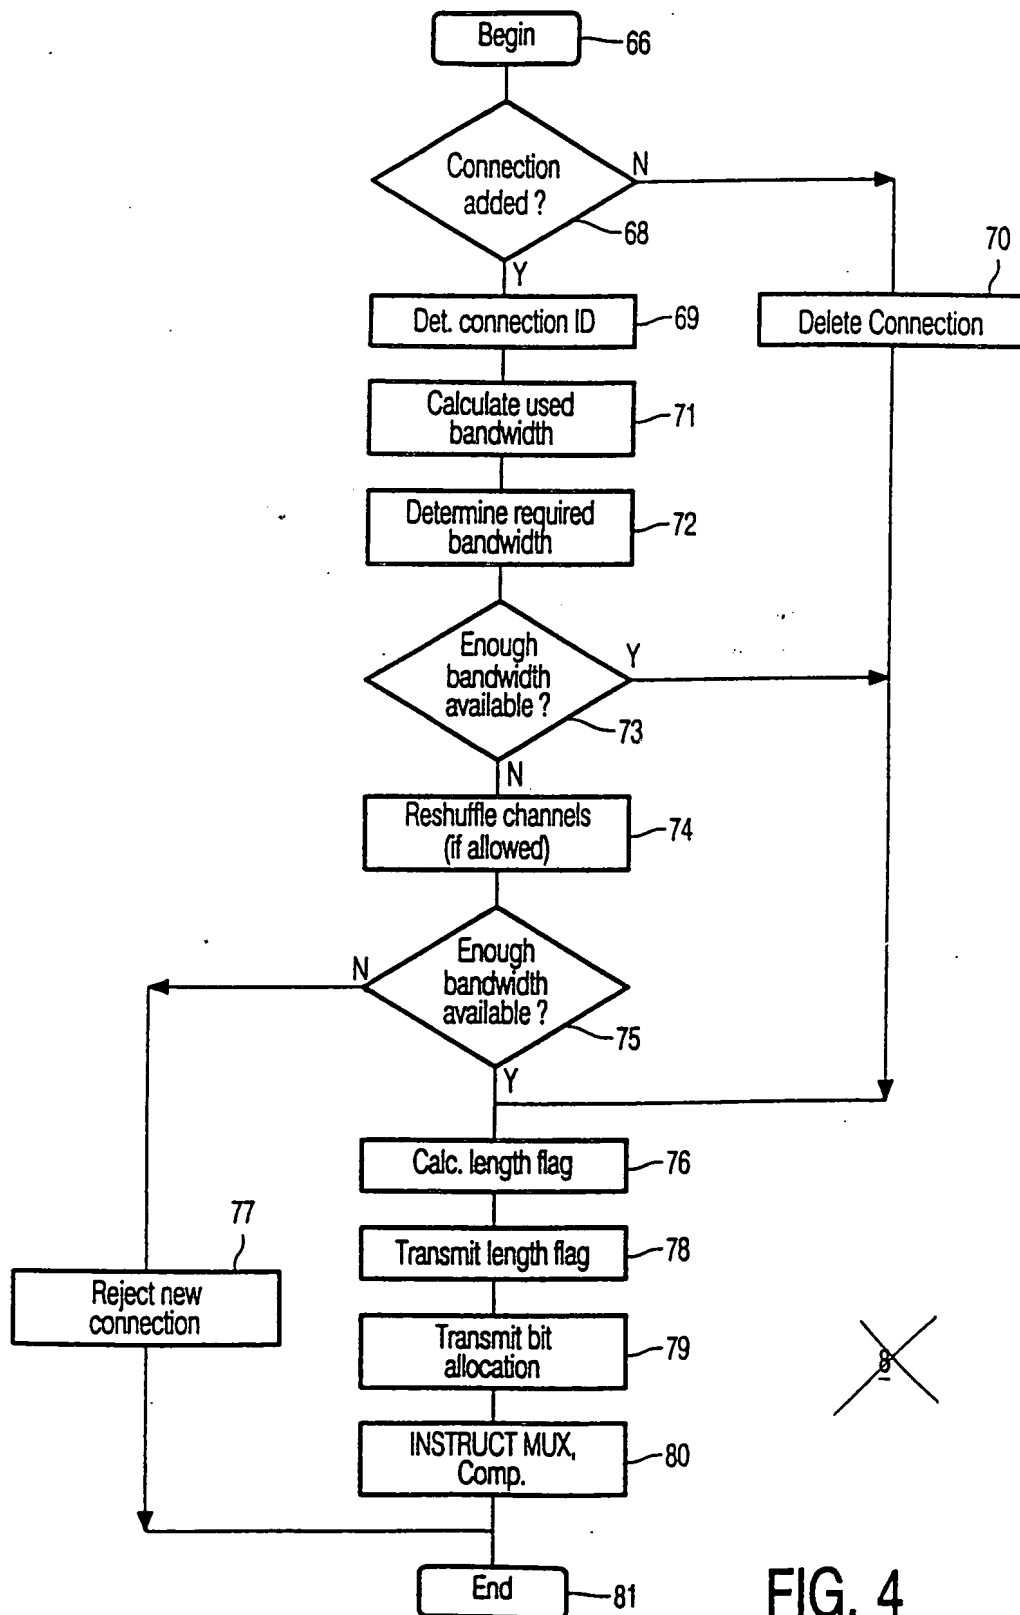 Begin
66
Connection
added ?
N
68
Y
70
Det. connection ID
69
Delete Connection
Calculate used
bandwidth
71
Determine required
bandwidth
72
Enough
bandwidth
available ?
Y
73
N
Reshuffle channels
(if allowed)
74
Enough
bandwidth
available ?
N
75
Y
Calc. length flag
76
77
Transmit length flag
78
Reject new
connection
Transmit bit
allocation
79
8
INSTRUCT MUX,
Comp.
80
End
81
FIG. 4